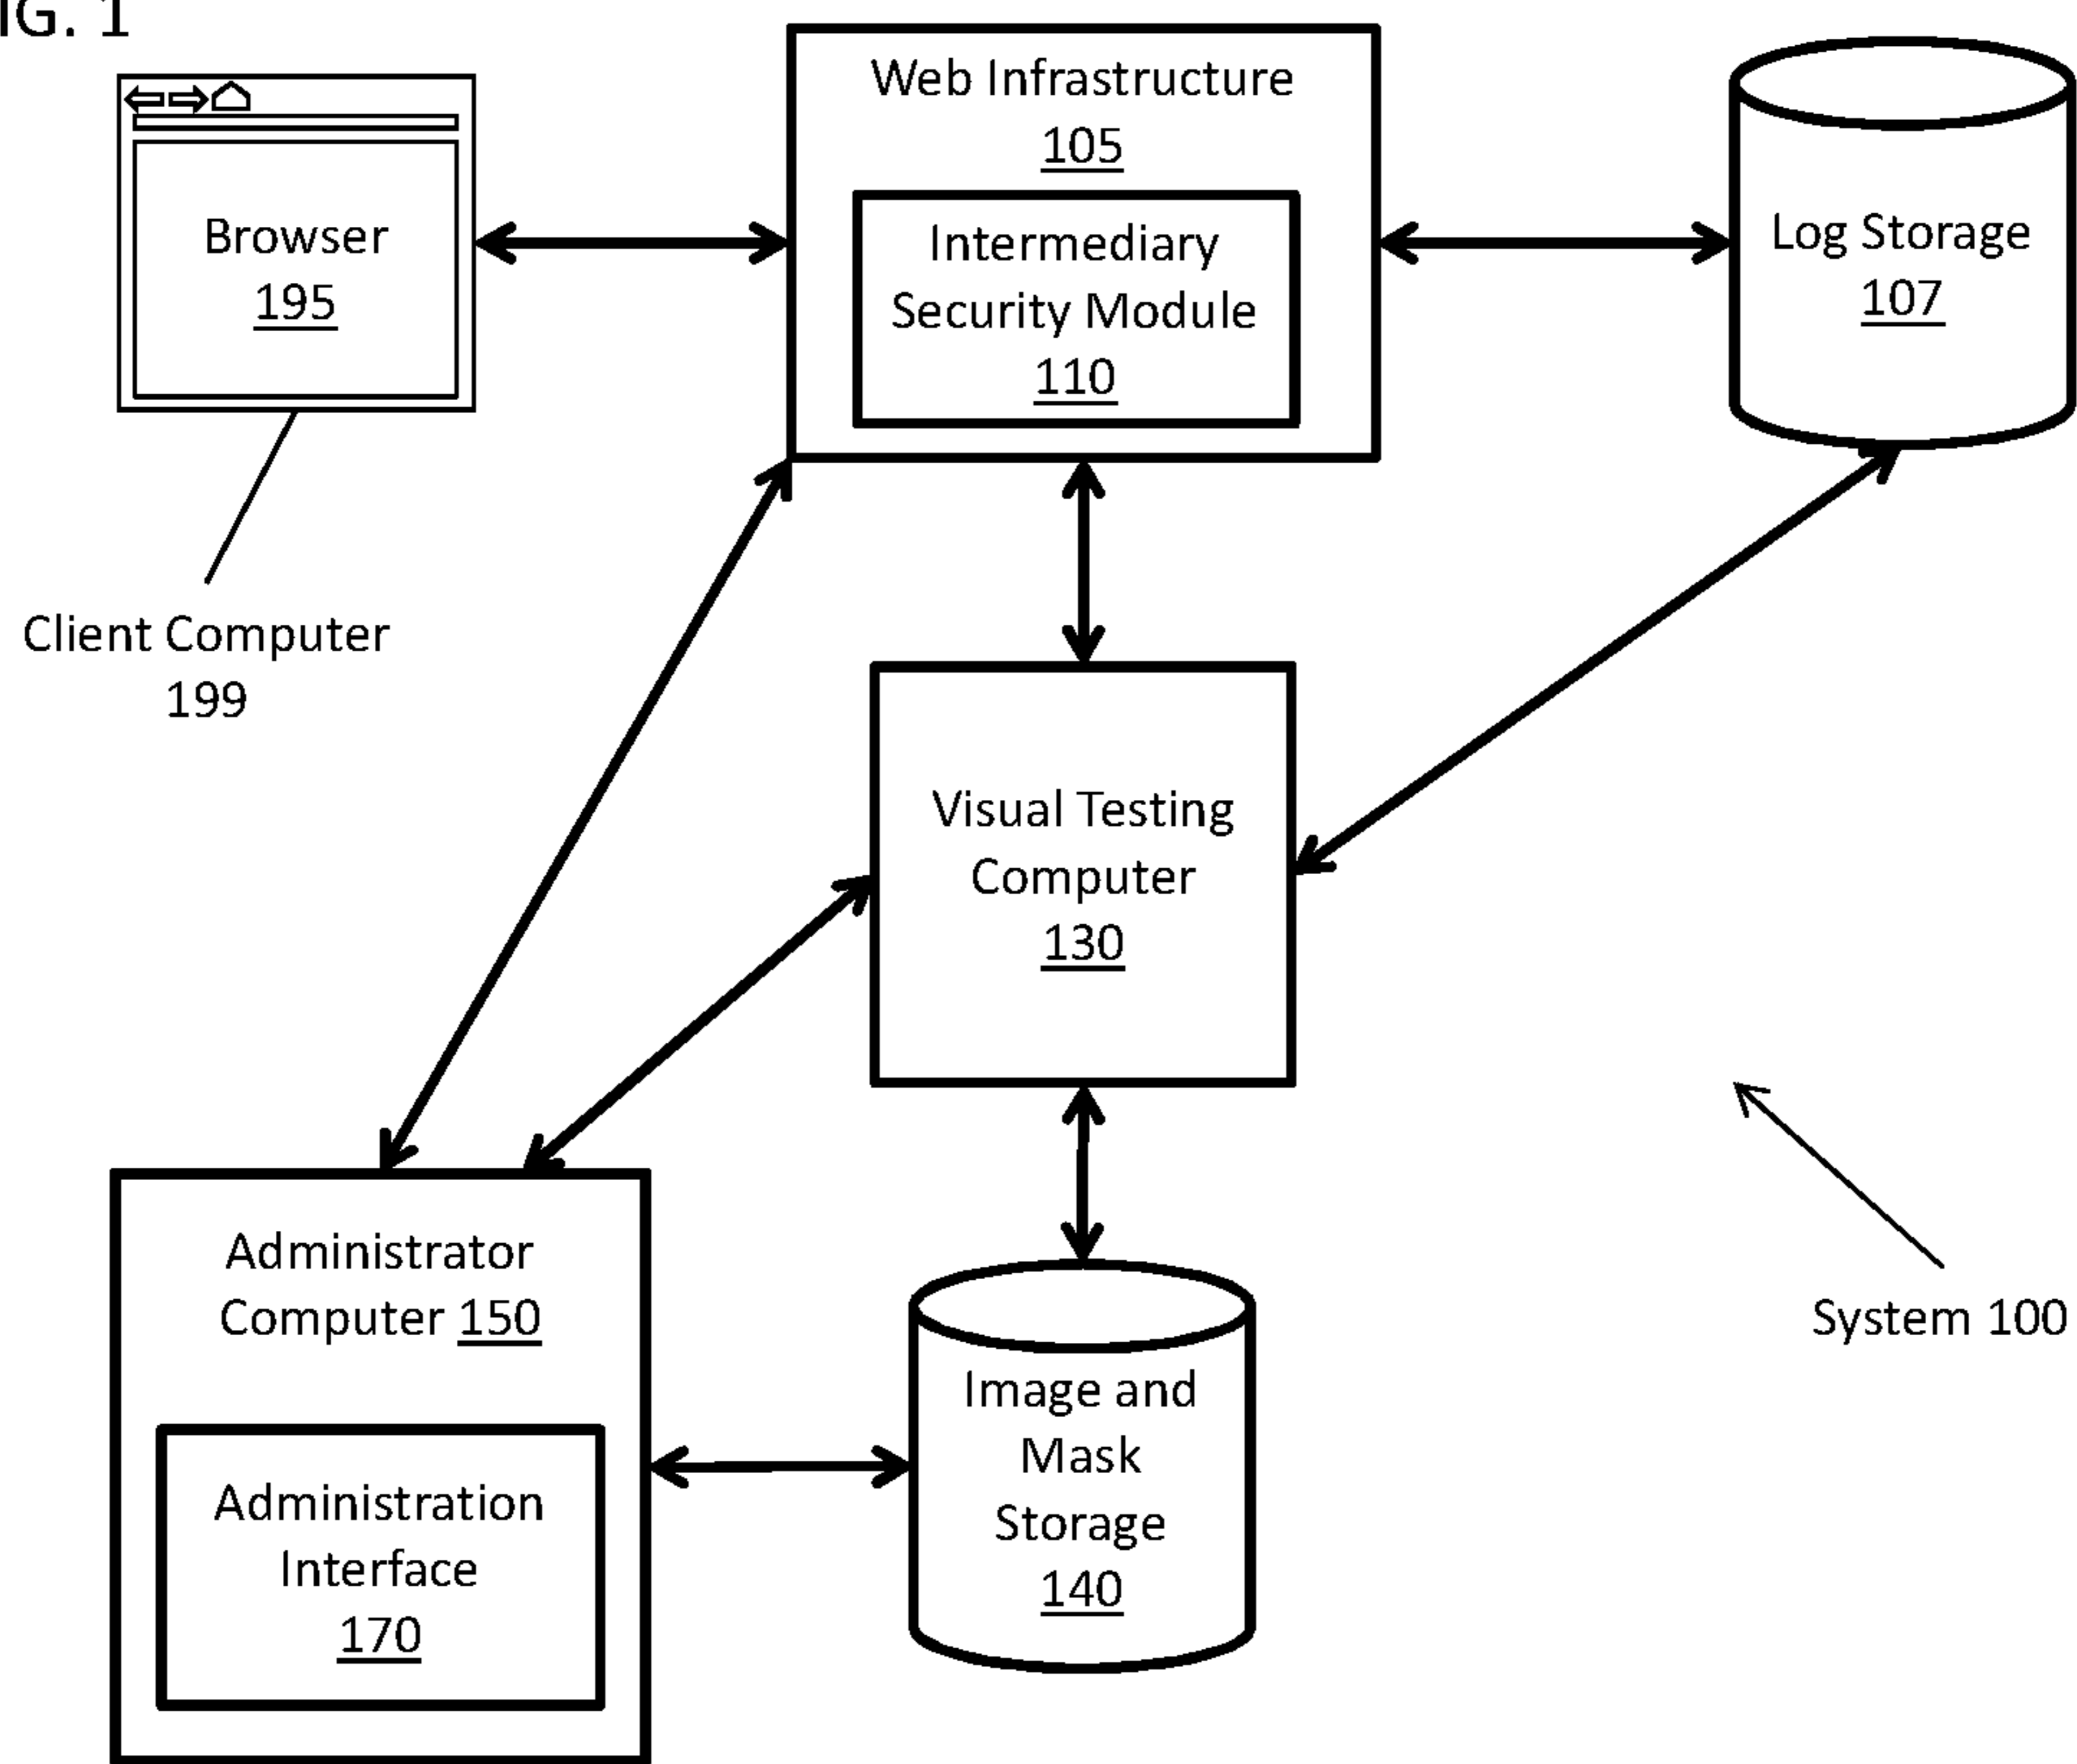 IG. 1
Web Infrastructure
105
Intermediary
Security Module
110
Browser
195
Log Storage
107
Client Computer
199
Visual Testing
Computer
130
Administrator
Computer 150
Administration
Interface
170
Image and
Mask
Storage
140
System 100